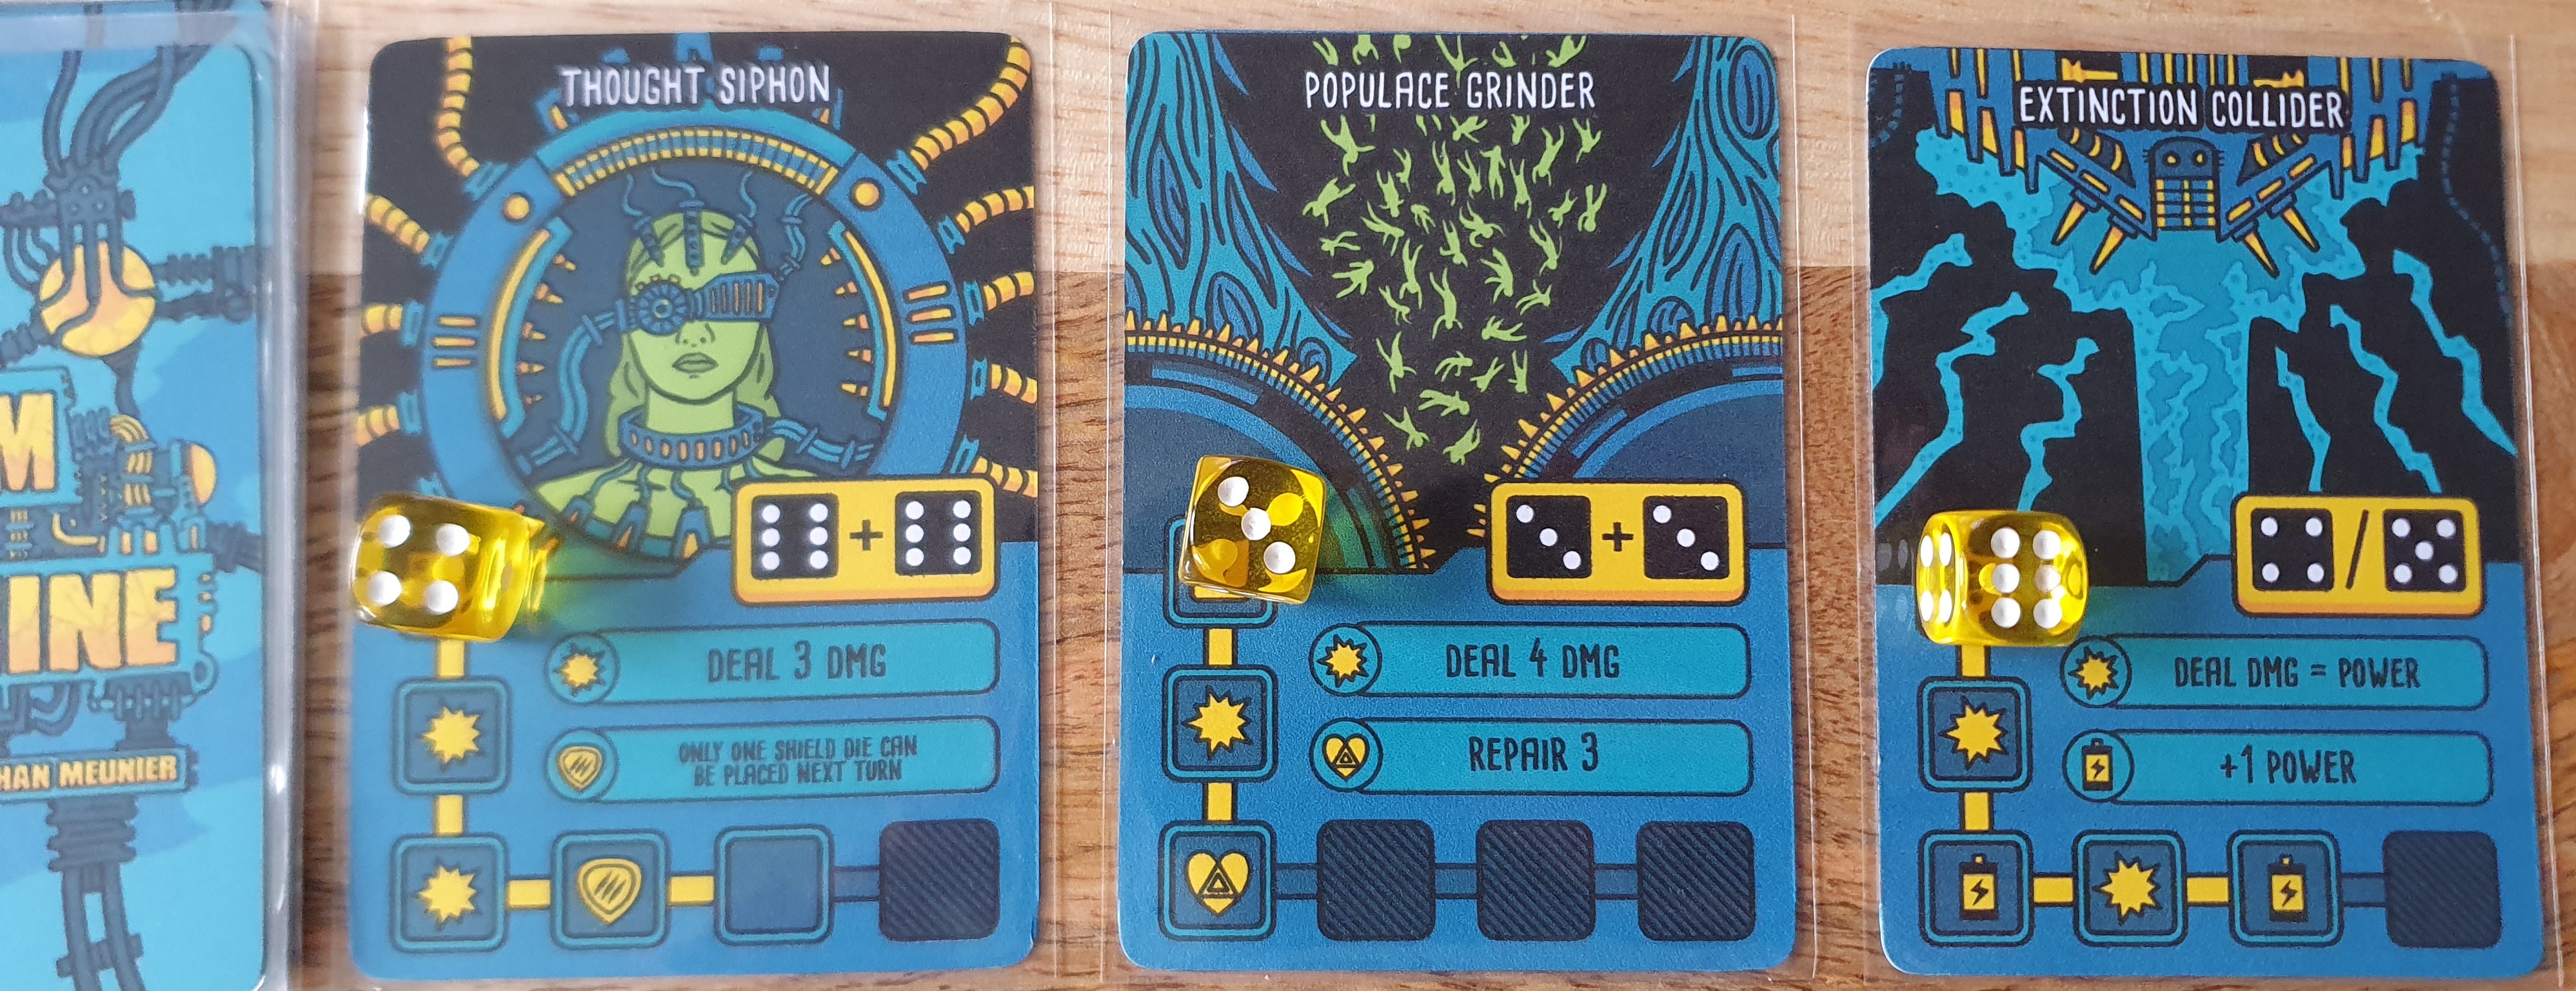 M
INE
HAN MEUNIER
THOUGHT SIPHON
+
DEAL 3 DMG
ONLY ONE SHIELD DIE CAN
BE PLACED NEXT TURN
POPULACE GRINDER
+
DEAL 4 DMG
REPAIR 3
EXTINCTION COLLIDER
/
DEAL DMG = POWER
+1 POWER